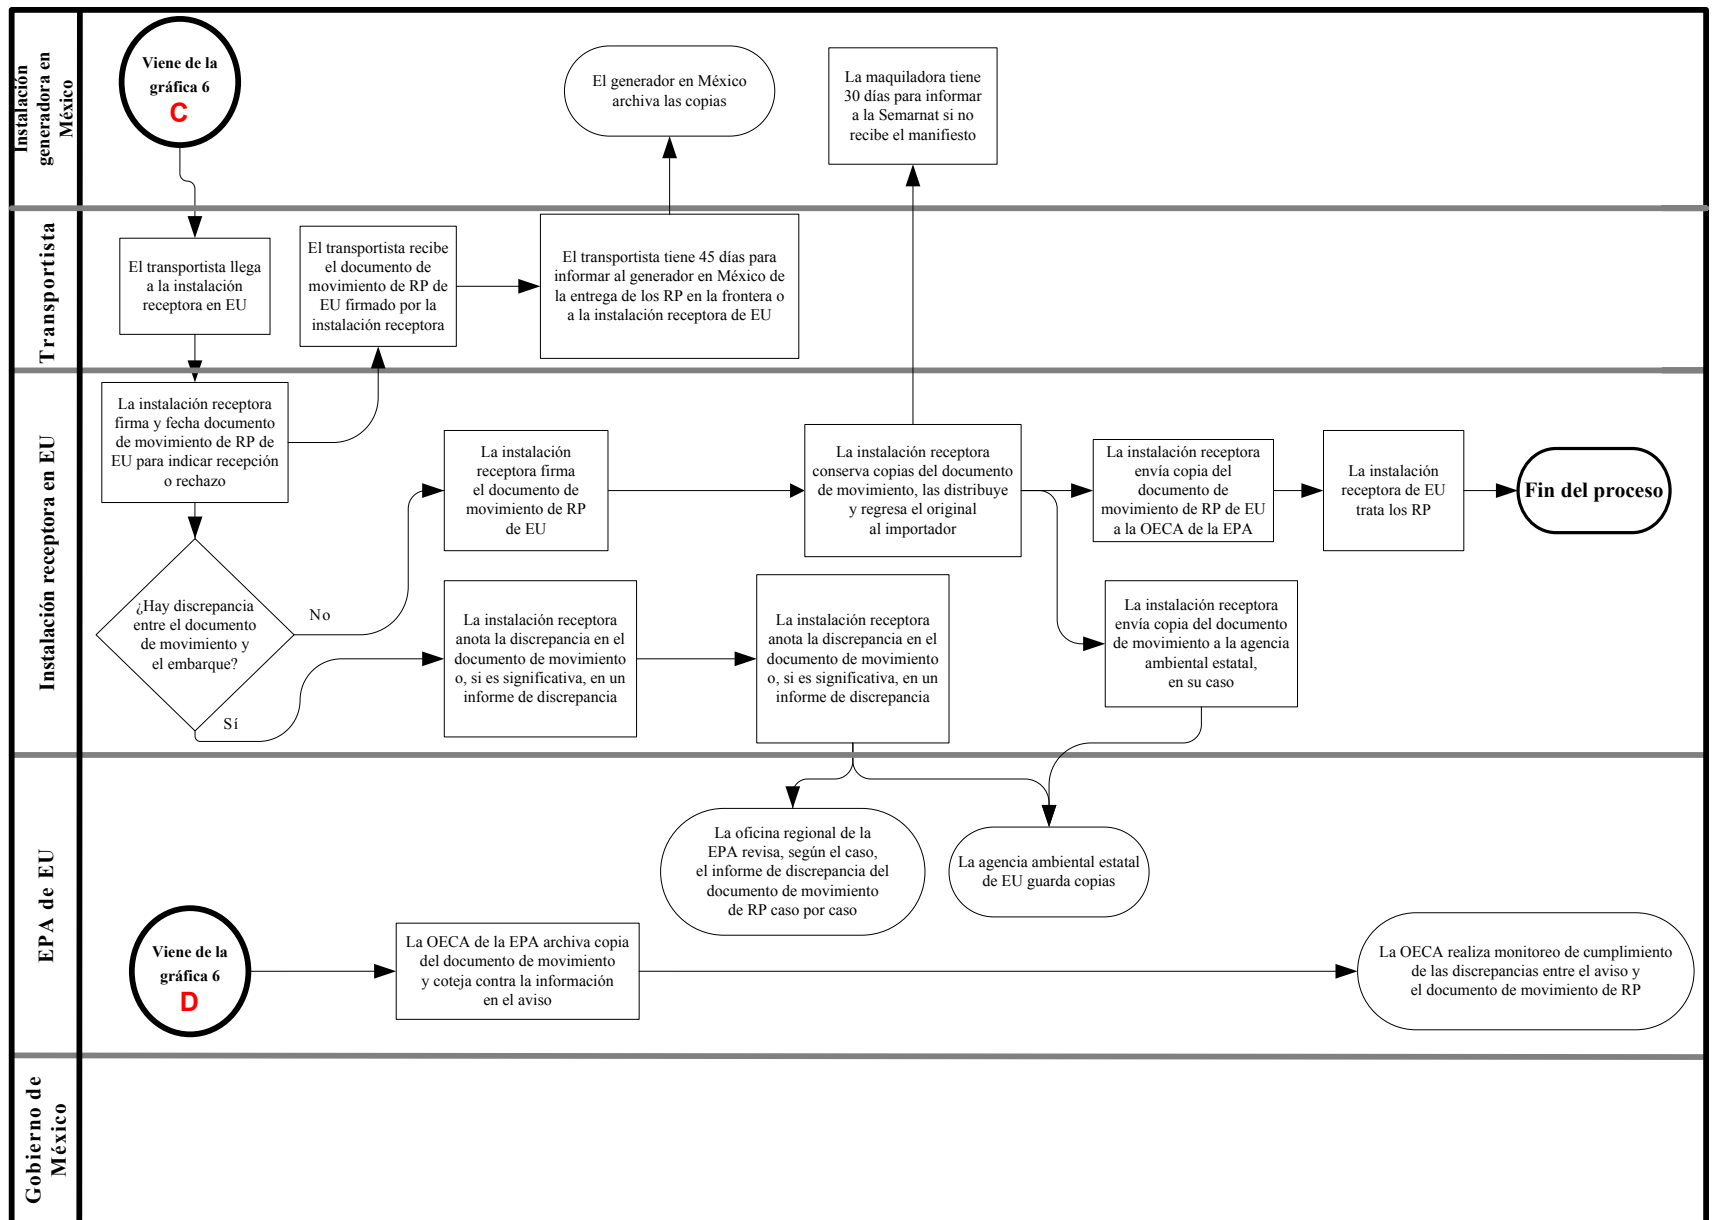 Instalación
generadora en
México
Viene de la
gráfica 6
C
El generador en México
archiva las copias
La maquiladora tiene
30 días para informar
a la Semarnat si no
recibe el manifiesto
Transportista
El transportista llega
a la instalación
receptora en EU
El transportista recibe
el documento de
movimiento de RP de
EU firmado por la
instalación receptora
El transportista tiene 45 días para
informar al generador en México de
la entrega de los RP en la frontera o
a la instalación receptora de EU
Instalación receptora en EU
La instalación receptora
firma y fecha documento
de movimiento de RP de
EU para indicar recepción
o rechazo
La instalación
receptora firma
el documento de
movimiento de RP
de EU
La instalación receptora
conserva copias del documento
de movimiento, las distribuye
y regresa el original
al importador
La instalación receptora
envía copia del
documento de
movimiento de RP de EU
a la OECA de la EPA
La instalación
receptora de EU
trata los RP
Fin del proceso
¿Hay discrepancia
entre el documento
de movimiento y
el embarque?
No
Sí
La instalación receptora
anota la discrepancia en el
documento de movimiento
o, si es significativa, en un
informe de discrepancia
La instalación receptora
anota la discrepancia en el
documento de movimiento
o, si es significativa, en un
informe de discrepancia
La instalación receptora
envía copia del documento
de movimiento a la agencia
ambiental estatal,
en su caso
EPA de EU
La oficina regional de la
EPA revisa, según el caso,
el informe de discrepancia del
documento de movimiento
de RP caso por caso
La agencia ambiental estatal
de EU guarda copias
Viene de la
gráfica 6
D
La OECA de la EPA archiva copia
del documento de movimiento
y coteja contra la información
en el aviso
La OECA realiza monitoreo de cumplimiento
de las discrepancias entre el aviso y
el documento de movimiento de RP
Gobierno de
México